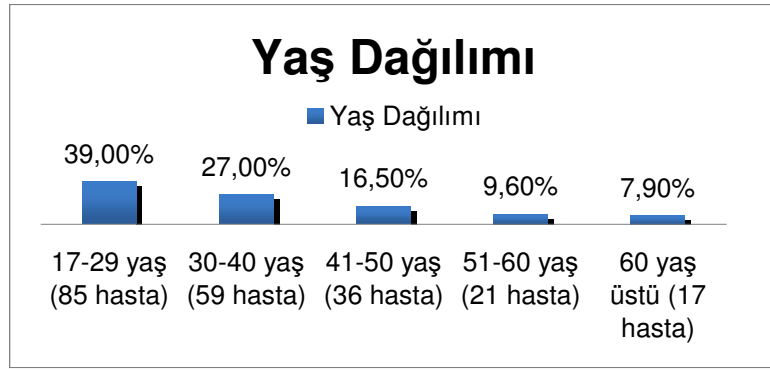 Yaş Dağılımı
Yaş Dağılımı
39,00%
27,00%
16,50%
9,60%
7,90%
17-29 yaş
(85 hasta)
30-40 yaş
(59 hasta)
41-50 yaş
(36 hasta)
51-60 yaş
(21 hasta)
60 yaş
üstü (17
hasta)